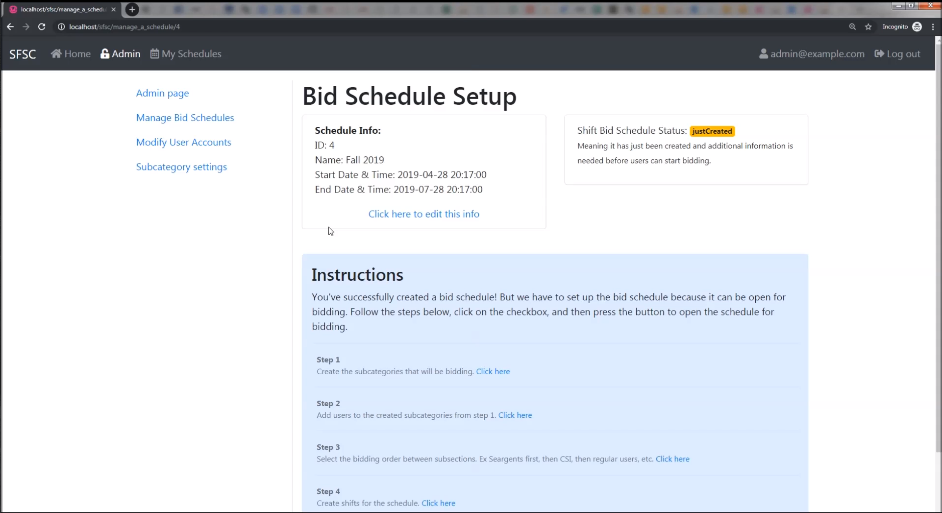 localhost/sfsc/manage_a_schedu
localhost/sfsc/manage_a_schedule/4
Incognito
SFSC
Home
Admin
My Schedules
admin@example.com
Log out
Admin page
Manage Bid Schedules
Modify User Accounts
Subcategory settings
Bid Schedule Setup
Schedule Info:
ID: 4
Name: Fall 2019
Start Date & Time: 2019-04-28 20:17:00
End Date & Time: 2019-07-28 20:17:00
Click here to edit this info
Shift Bid Schedule Status: justCreated
Meaning it has just been created and additional information is
needed before users can start bidding.
Instructions
You've successfully created a bid schedule! But we have to set up the bid schedule because it can be open for
bidding. Follow the steps below, click on the checkbox, and then press the button to open the schedule for
bidding.
Step 1
Create the subcategories that will be bidding. Click here
Step 2
Add users to the created subcategories from step 1. Click here
Step 3
Select the bidding order between subsections. Ex Seargents first, then CSI, then regular users, etc. Click here
Step 4
Create shifts for the schedule. Click here